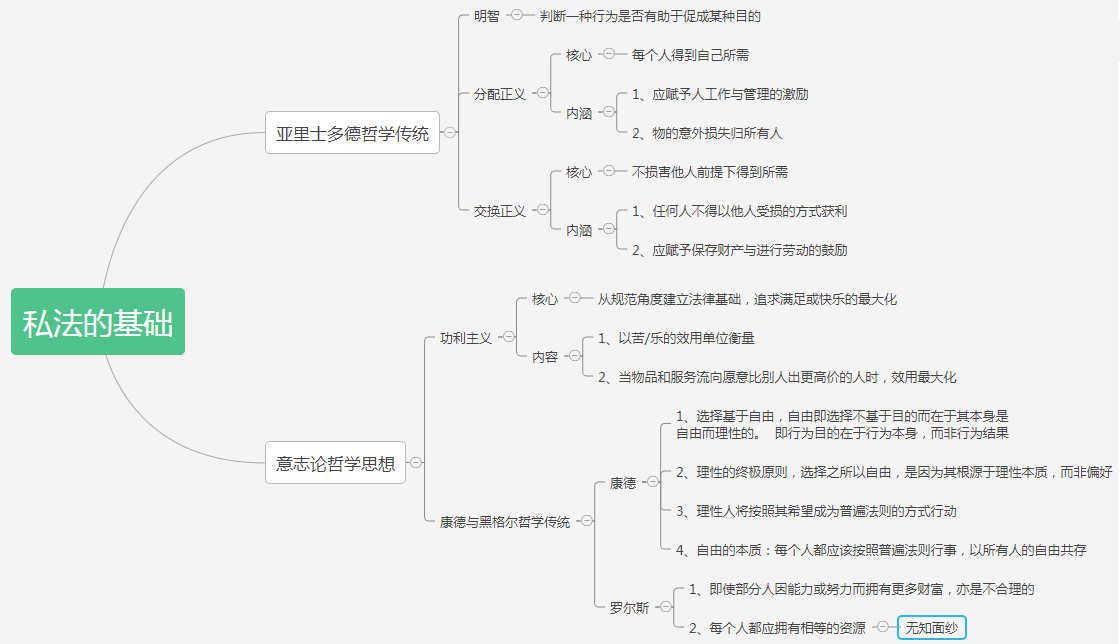 私法的基础
亚里士多德哲学传统
明智
判断一种行为是否有助于促成某种目的
分配正义
核心
每个人得到自己所需
内涵
1、应赋予人工作与管理的激励
2、物的意外损失归所有人
交换正义
核心
不损害他人前提下得到所需
内涵
1、任何人不得以他人受损的方式获利
2、应赋予保存财产与进行劳动的鼓励
意志论哲学思想
功利主义
核心
从规范角度建立法律基础，追求满足或快乐的最大化
内容
1、以苦/乐的效用单位衡量
2、当物品和服务流向愿意比别人出更高价的人时，效用最大化
康德与黑格尔哲学传统
康德
1、选择基于自由，自由即选择不基于目的而在于其本身是
自由而理性的。 即行为目的在于行为本身，而非行为结果
2、理性的终极原则，选择之所以自由，是因为其根源于理性本质，而非偏好
3、理性人将按照其希望成为普遍法则的方式行动
4、自由的本质：每个人都应该按照普遍法则行事，以所有人的自由共存
罗尔斯
1、即使部分人因能力或努力而拥有更多财富，亦是不合理的
2、每个人都应拥有相等的资源
无知面纱